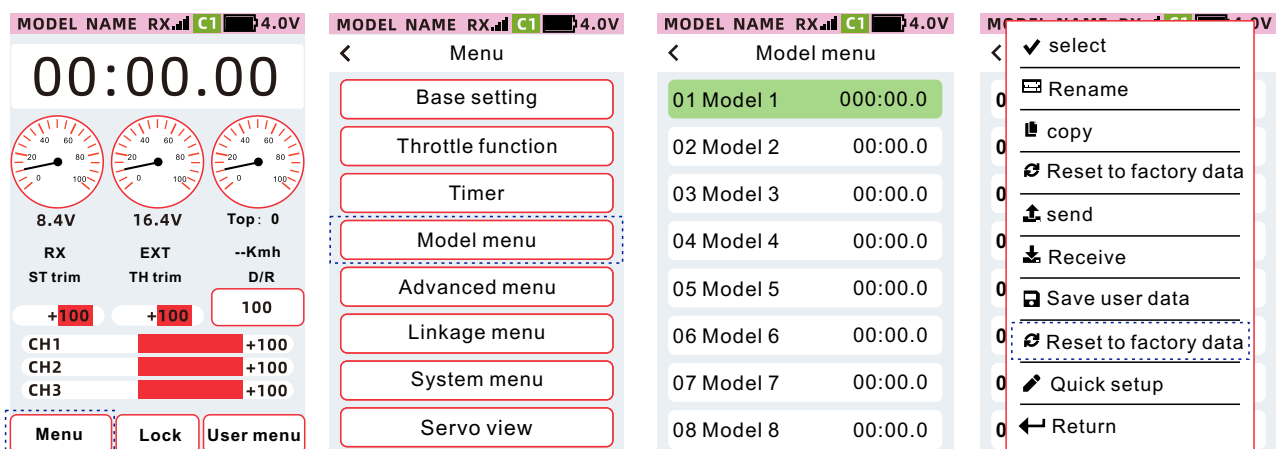 MODEL NAME RX C1 4.0V
00:00.00
0 20 40 60 80 100
0 20 40 60 80 100
0 20 40 60 80 100
8.4V 16.4V Top: 0
RX EXT --Kmh
ST trim TH trim D/R
+100 +100 100
CH1 +100
CH2 +100
CH3 +100
Menu Lock User menu
MODEL NAME RX C1 4.0V
< Menu
Base setting
Throttle function
Timer
Model menu
Advanced menu
Linkage menu
System menu
Servo view
MODEL NAME RX C1 4.0V
< Model menu
01 Model 1 000:00.0
02 Model 2 00:00.0
03 Model 3 00:00.0
04 Model 4 00:00.0
05 Model 5 00:00.0
06 Model 6 00:00.0
07 Model 7 00:00.0
08 Model 8 00:00.0
select
Rename
copy
Reset to factory data
send
Receive
Save user data
Reset to factory data
Quick setup
Return